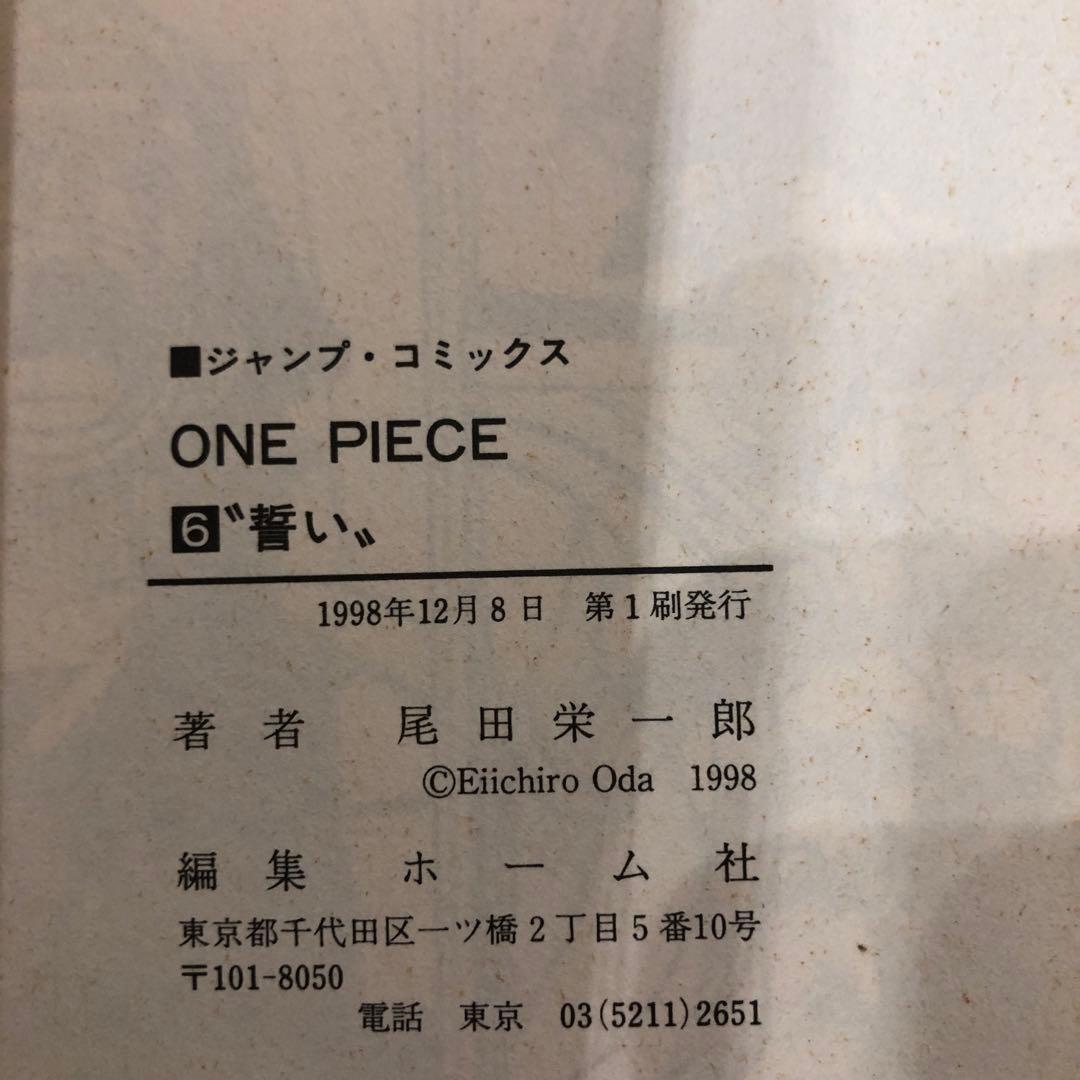 ■ジャンプ・コミックス
ONE PIECE
6〝誓い〟
1998年12月8日　第1刷発行
著者　尾田栄一郎
©Eiichiro Oda 1998
編集　ホーム社
東京都千代田区一ツ橋2丁目5番10号
〒101-8050
電話　東京　03(5211)2651